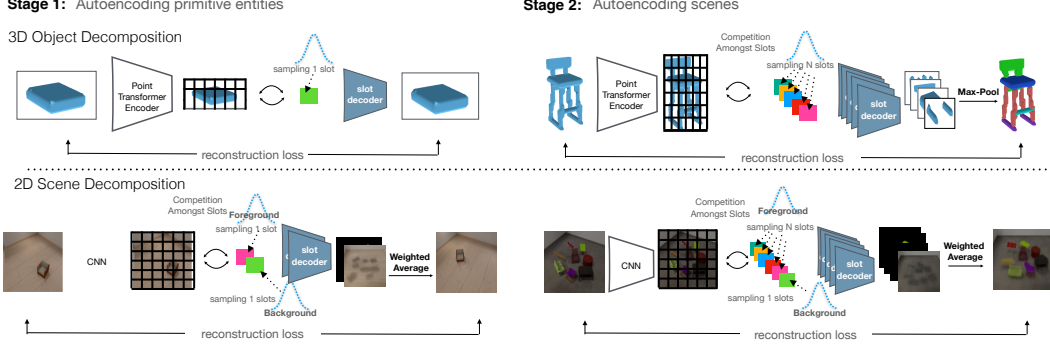 Stage 1: Autoencoding primitive entities
Stage 2: Autoencoding scenes
3D Object Decomposition
Point
Transformer
Encoder
sampling 1 slot
slot
decoder
reconstruction loss
Point
Transformer
Encoder
Competition
Amongst Slots
sampling N slots
slot
decoder
Max-Pool
reconstruction loss
2D Scene Decomposition
CNN
Competition
Amongst Slots
Foreground
sampling 1 slot
sampling 1 slots
Background
slot
decoder
Weighted
Average
reconstruction loss
CNN
Competition
Amongst Slots
Foreground
sampling N slots
sampling 1 slots
Background
slot
decoder
Weighted
Average
reconstruction loss